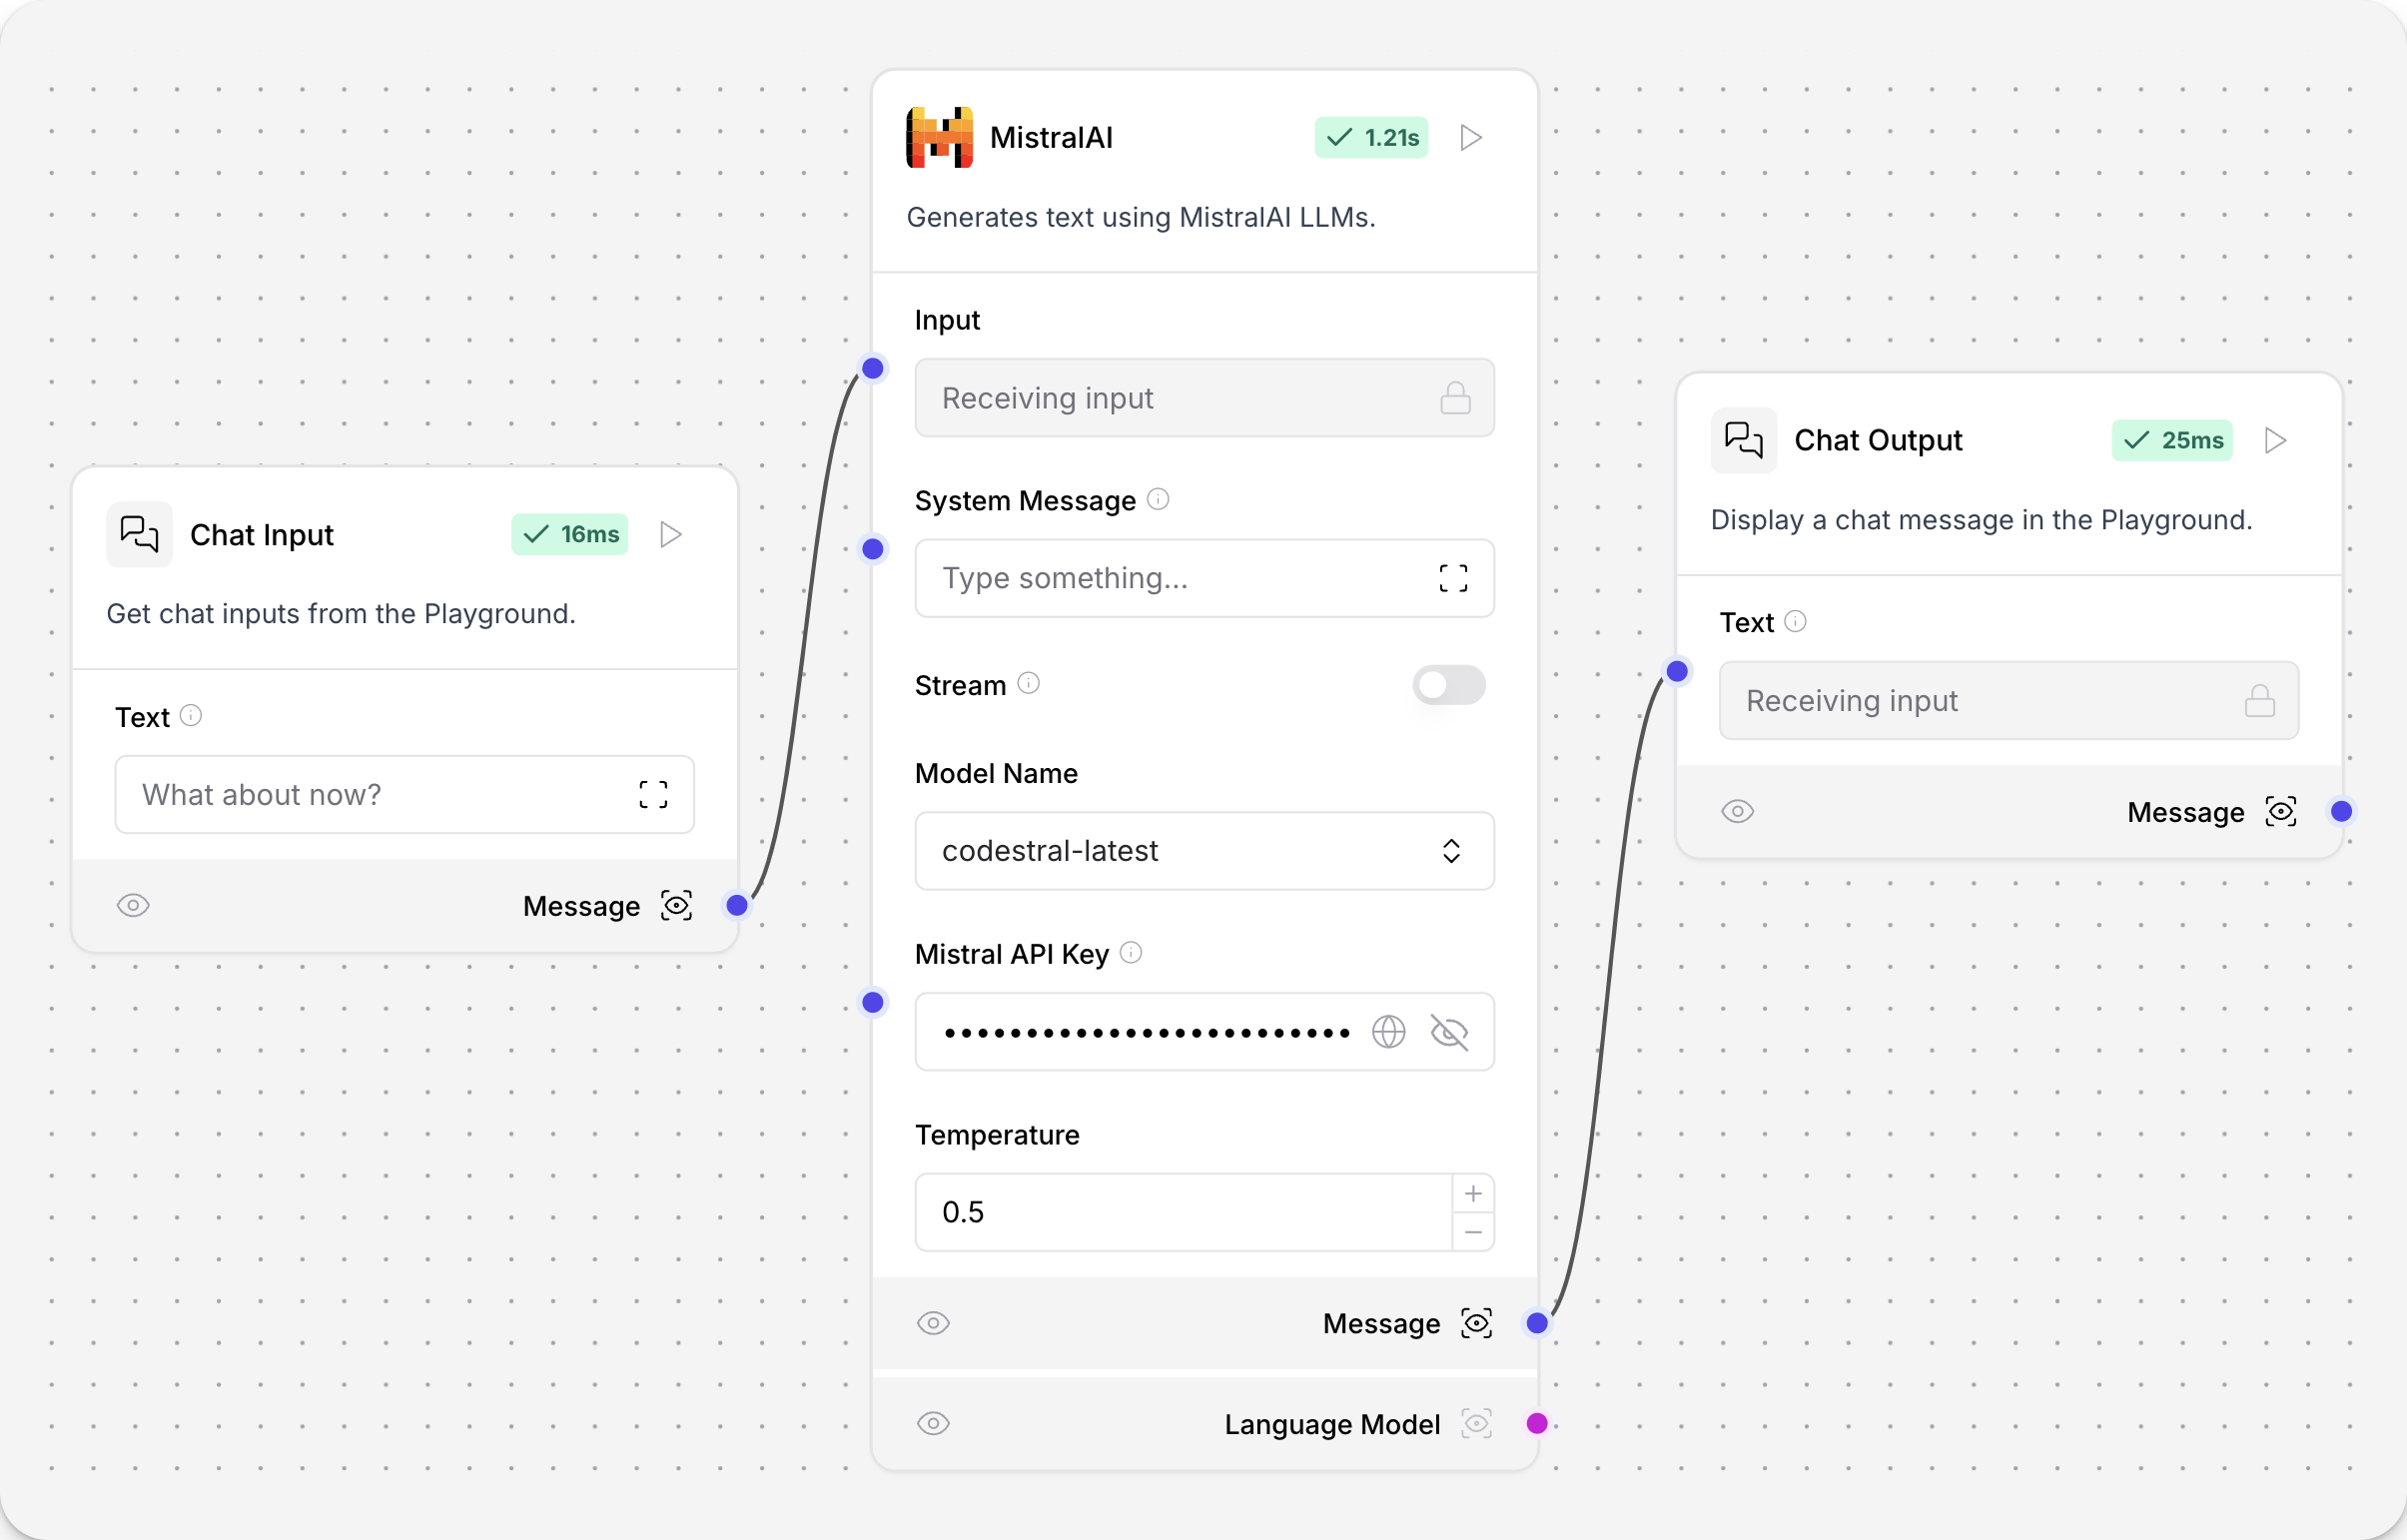 Chat Input
16ms
Get chat inputs from the Playground.
Text
What about now?
Message
MistralAI
1.21s
Generates text using MistralAI LLMs.
Input
Receiving input
System Message
Type something...
Stream
Model Name
codestral-latest
Mistral API Key
•••••••••••••••••••••••••
Temperature
0.5
Message
Language Model
Chat Output
25ms
Display a chat message in the Playground.
Text
Receiving input
Message